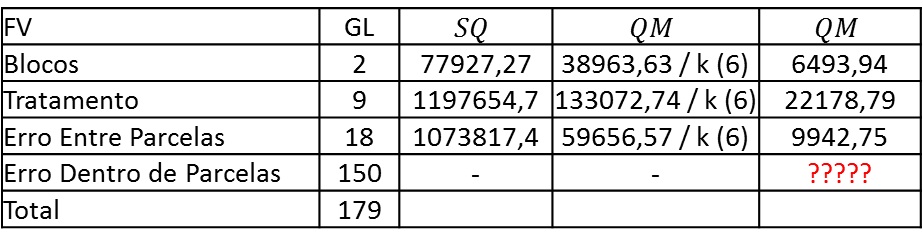 FV GL SQ QM QM
Blocos 2 77927,27 38963,63 / k (6) 6493,94
Tratamento 9 1197654,7 133072,74 / k (6) 22178,79
Erro Entre Parcelas 18 1073817,4 59656,57 / k (6) 9942,75
Erro Dentro de Parcelas 150 - - ?????
Total 179